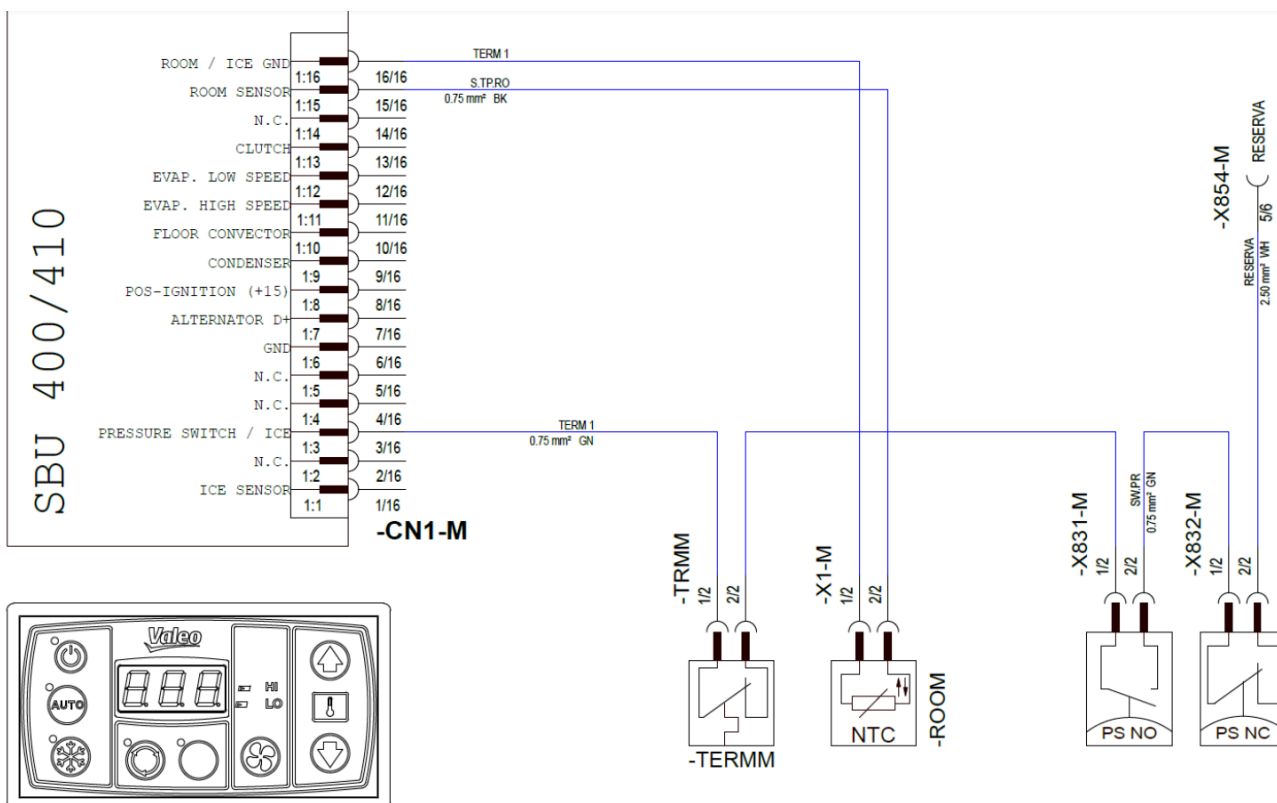 SBU 400/410
ROOM / ICE GND 1:16 16/16
ROOM SENSOR 1:15 15/16
N.C. 1:14 14/16
CLUTCH 1:13 13/16
EVAP. LOW SPEED 1:12 12/16
EVAP. HIGH SPEED 1:11 11/16
FLOOR CONVECTOR 1:10 10/16
CONDENSER 1:9 9/16
POS-IGNITION (+15) 1:8 8/16
ALTERNATOR D+ 1:7 7/16
GND 1:6 6/16
N.C. 1:5 5/16
N.C. 1:4 4/16
PRESSURE SWITCH / ICE 1:3 3/16
N.C. 1:2 2/16
ICE SENSOR 1:1 1/16
-CN1-M
TERM 1
S.TP.RO
0.75 mm² BK
TERM 1
0.75 mm² GN
-X854-M
RESERVA
5/6
RESERVA
2.50 mm² WH
SW.PR
0.75 mm² GN
-TRMM
1/2
2/2
-TERMM
-X1-M
1/2
2/2
NTC
-ROOM
-X831-M
1/2
2/2
PS NO
-X832-M
1/2
2/2
PS NC
Valeo
AUTO
888
HI
LO